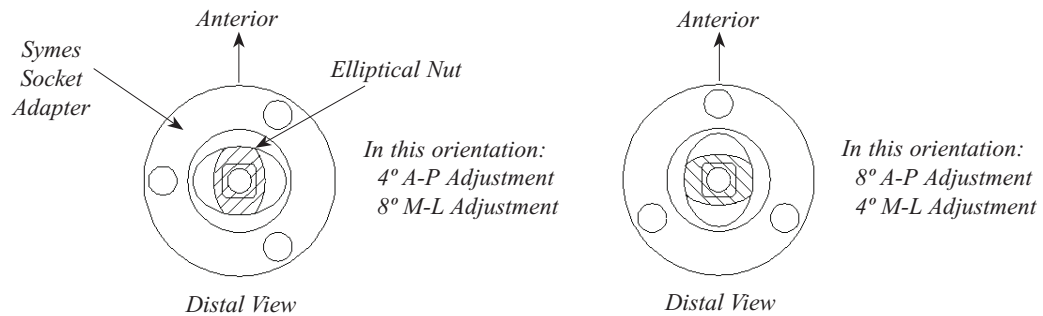 Anterior
Symes
Socket
Adapter
Elliptical Nut
In this orientation:
4º A-P Adjustment
8º M-L Adjustment
Distal View
Anterior
In this orientation:
8º A-P Adjustment
4º M-L Adjustment
Distal View